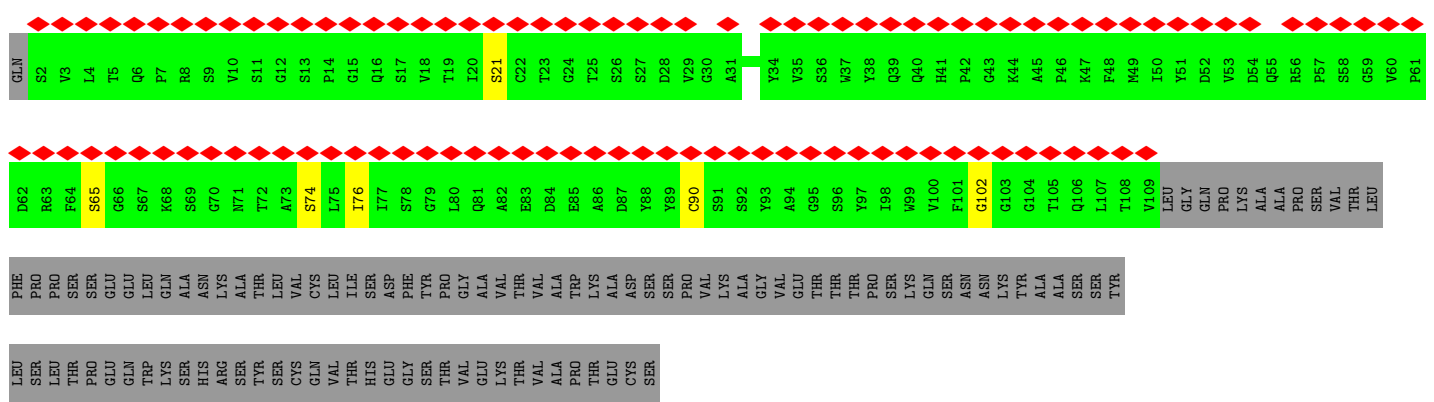 GLN S2 V3 L4 T5 Q6 P7 R8 S9 V10 S11 G12 S13 P14 G15 Q16 S17 V18 T19 I20 S21 C22 T23 G24 T25 S26 S27 D28 V29 G30 A31 Y34 V35 S36 W37 Y38 Q39 Q40 H41 P42 G43 K44 A45 P46 K47 F48 M49 I50 Y51 D52 V53 D54 Q55 R56 P57 S58 G59 V60 P61
D62 R63 F64 S65 G66 S67 K68 S69 G70 N71 T72 A73 S74 L75 I76 I77 S78 G79 L80 Q81 A82 E83 D84 E85 A86 D87 Y88 Y89 C90 S91 S92 Y93 A94 G95 S96 Y97 I98 W99 V100 F101 G102 G103 G104 T105 Q106 L107 T108 V109 LEU GLY GLN PRO LYS ALA ALA PRO SER VAL THR LEU
PHE PRO PRO SER SER GLU GLU LEU GLN ALA ASN LYS ALA THR LEU VAL CYS LEU ILE SER ASP PHE TYR PRO GLY ALA VAL THR VAL ALA TRP LYS ALA ASP SER SER PRO VAL LYS ALA GLY VAL GLU THR THR THR PRO SER LYS GLN SER ASN ASN LYS TYR ALA ALA SER SER TYR
LEU SER LEU THR PRO GLU GLN TRP LYS SER HIS ARG SER TYR SER CYS GLN VAL THR HIS GLU GLY SER THR VAL GLU LYS THR VAL ALA PRO THR GLU CYS SER